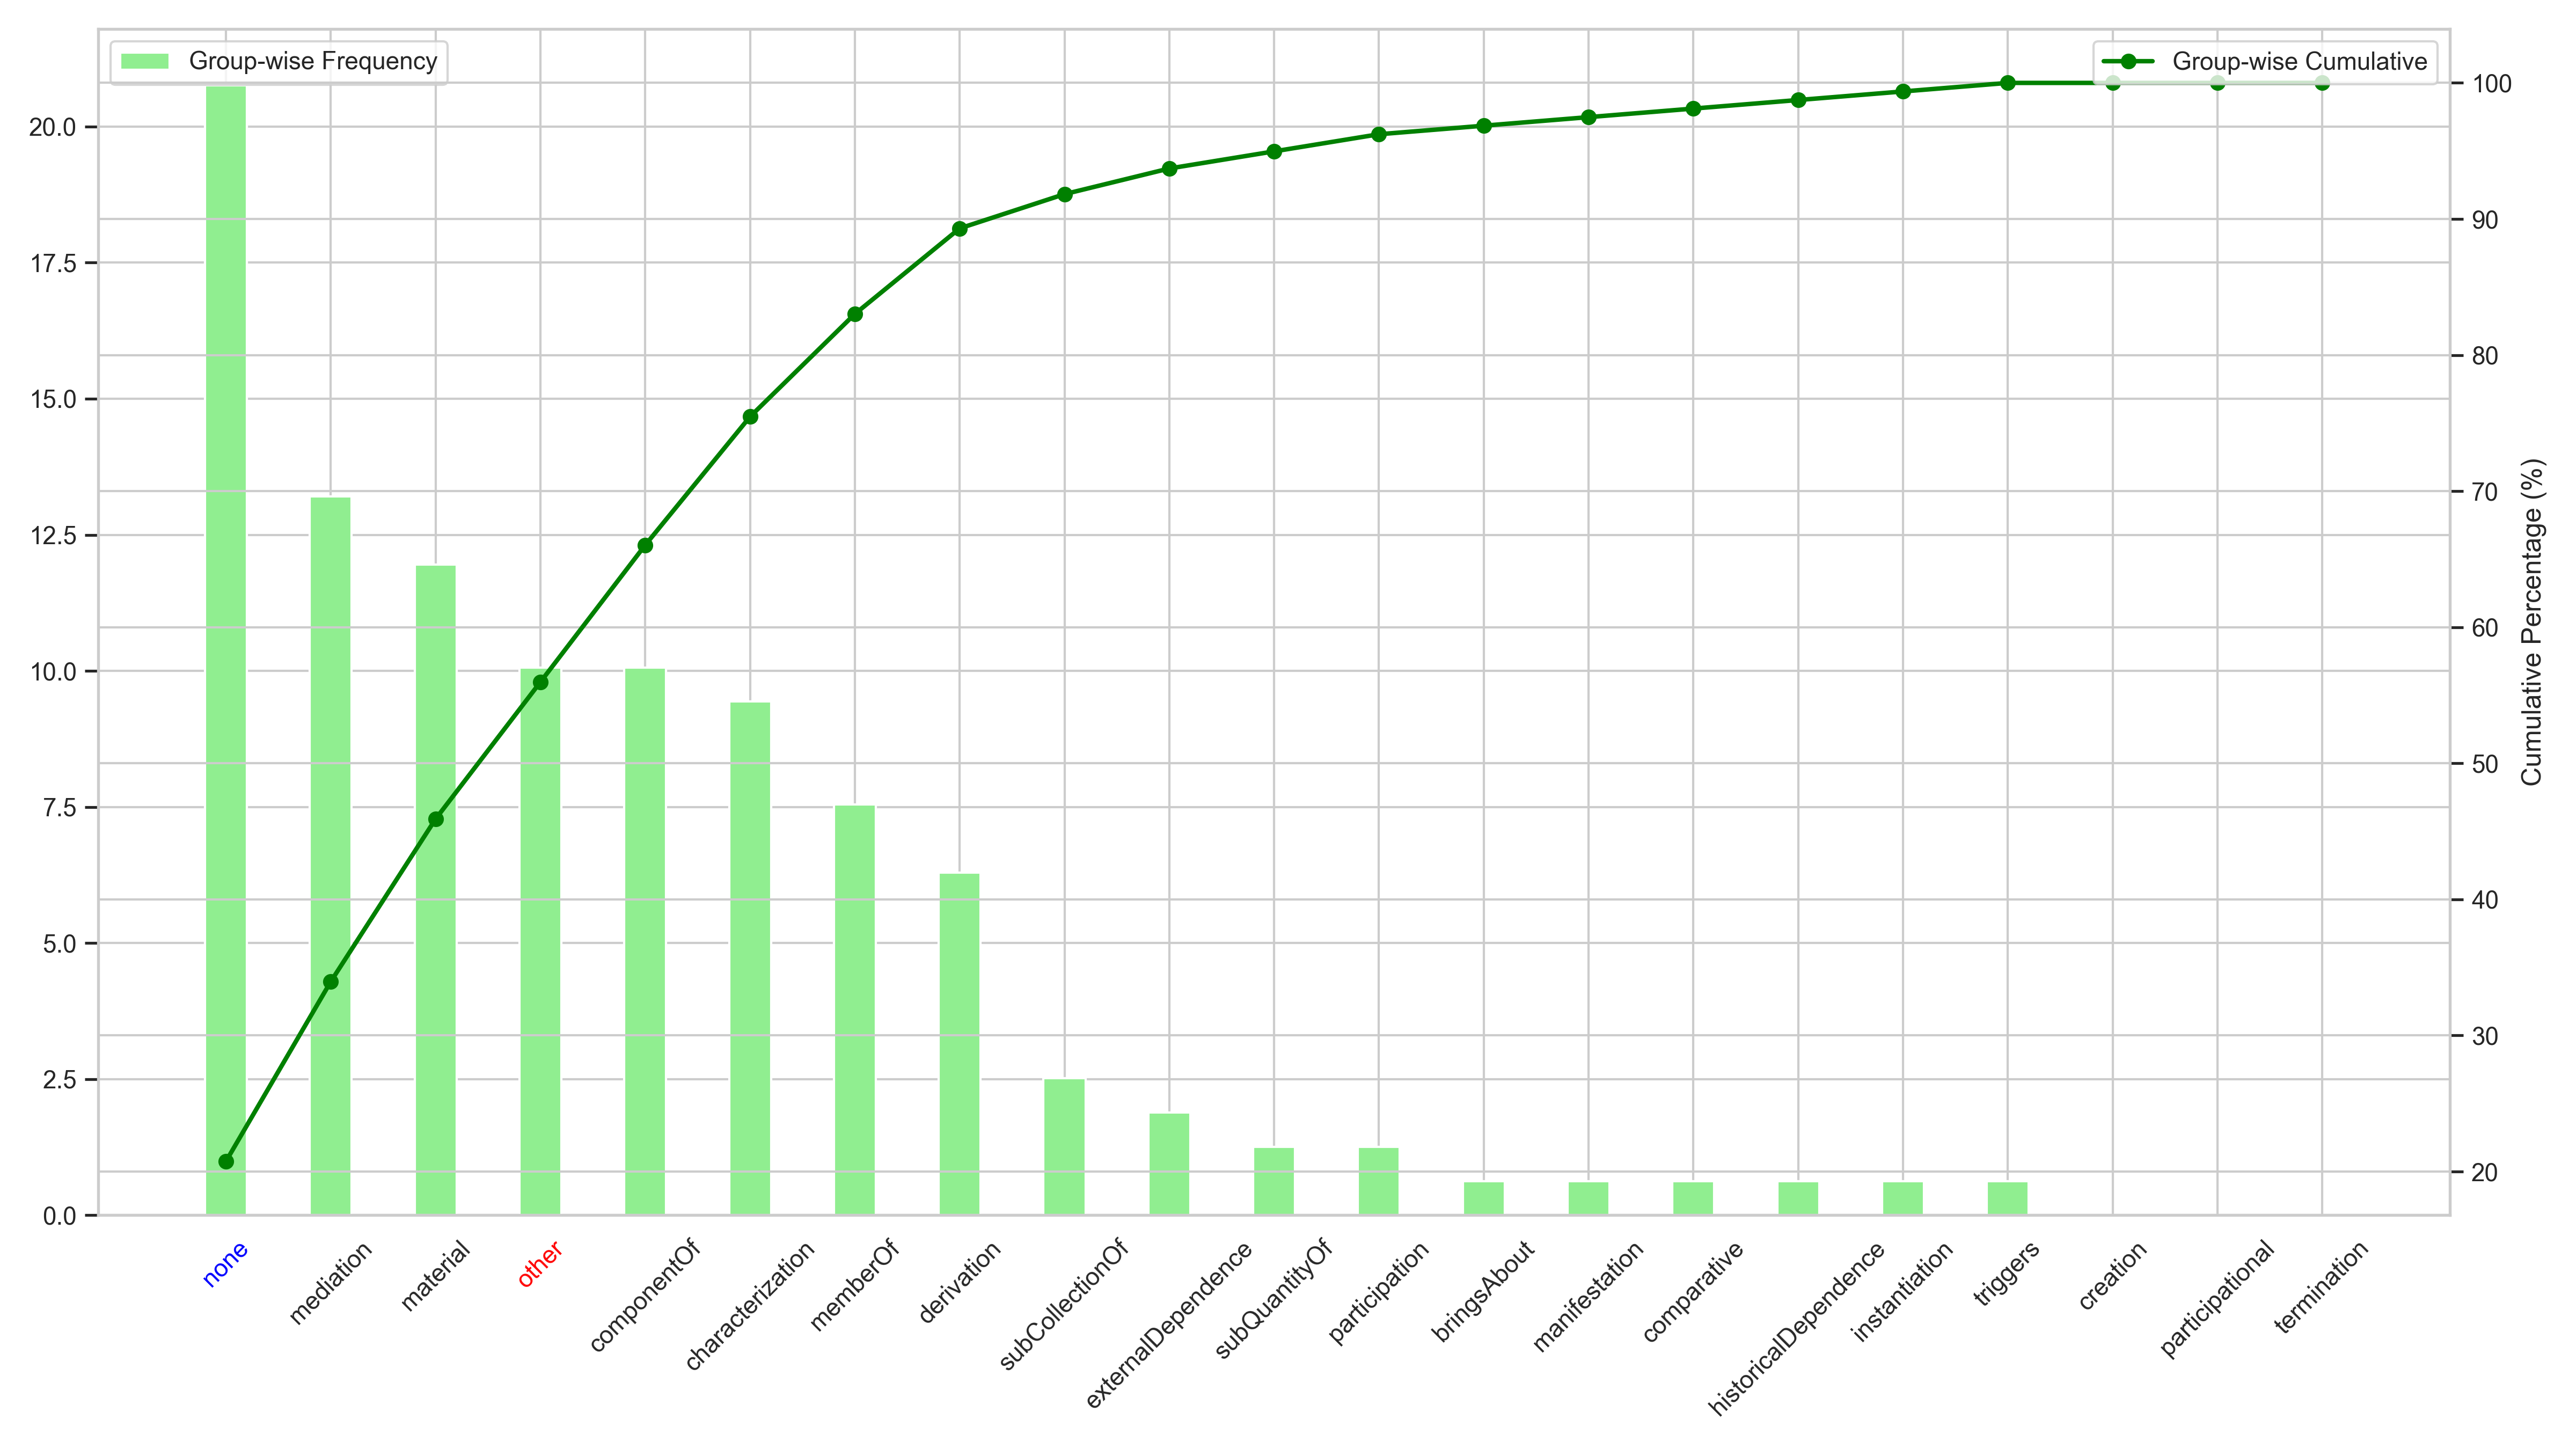 Group-wise Frequency
Group-wise Cumulative
20.0
17.5
15.0
12.5
10.0
7.5
5.0
2.5
0.0
100
90
80
70
60
50
40
30
20
Cumulative Percentage (%)
none
mediation
material
other
componentOf
characterization
memberOf
derivation
subCollectionOf
externalDependence
subQuantityOf
participation
bringsAbout
manifestation
comparative
historicalDependence
instantiation
triggers
creation
participational
termination